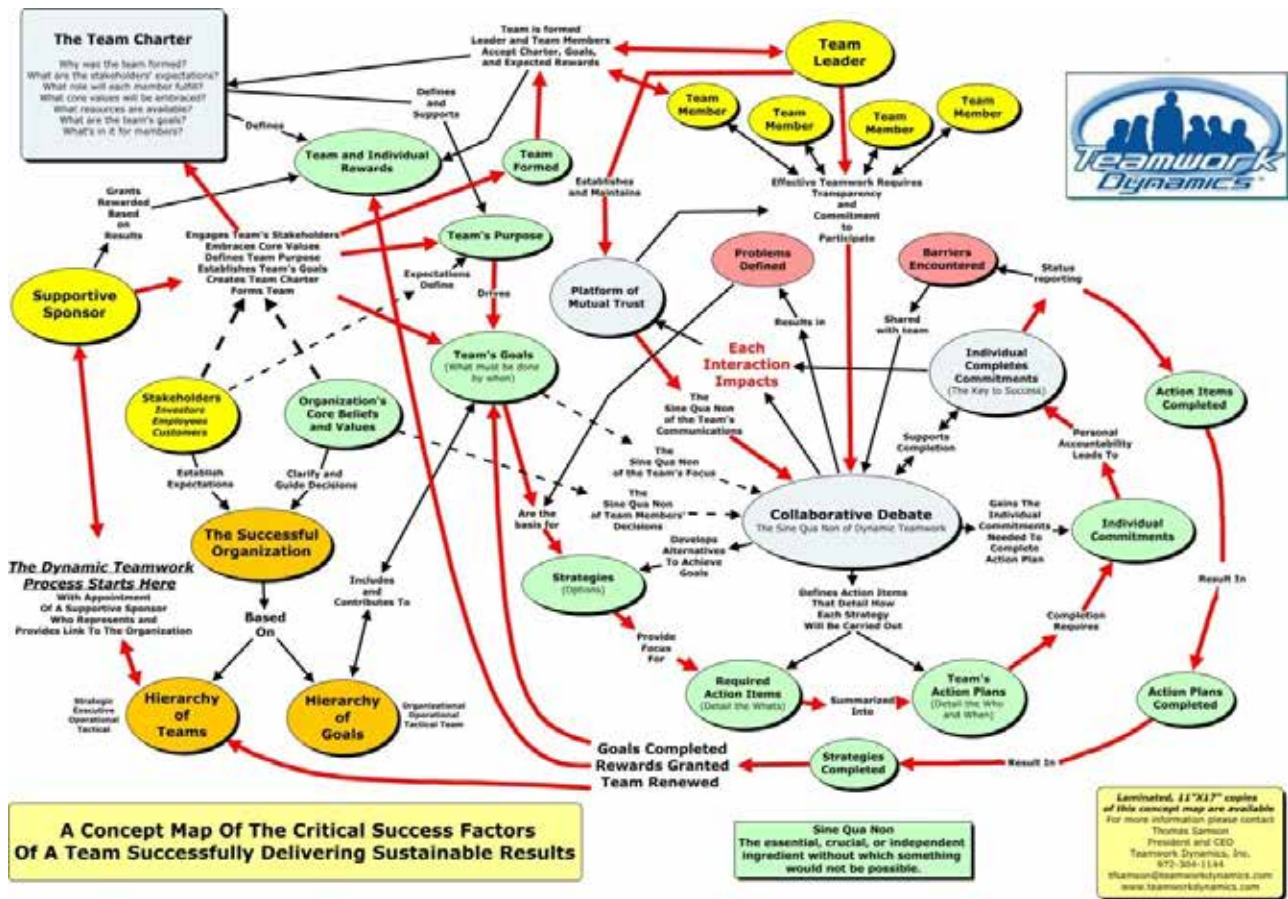 The Team Charter
Why was the team formed?
What are the stakeholders' expectations?
What role will each member fulfill?
What core values will be embraced?
What resources are available?
What are the team's goals?
What's in it for members?
Team is formed
Leader and Team Members
Accept Charter, Goals,
and Expected Rewards
Team
Leader
Team
Member
Team
Member
Team
Member
Team
Member
Teamwork
Dynamics®
Defines
Defines
and
Supports
Team and Individual
Rewards
Team
Formed
Establishes
and Maintains
Effective Teamwork Requires
Transparency
and
Commitment
to
Participate
Grants
Rewarded
Based
on
Results
Engages Team's Stakeholders
Embraces Core Values
Defines Team Purpose
Establishes Team's Goals
Creates Team Charter
Forms Team
Team's Purpose
Expectations
Define
Drives
Supportive
Sponsor
Platform of
Mutual Trust
Problems
Defined
Barriers
Encountered
Status
reporting
Results in
Shared
with team
Each
Interaction
Impacts
Team's Goals
(What must be done
by when)
Individual
Completes
Commitments
(The Key to Success)
Action Items
Completed
Stakeholders
Investors
Employees
Customers
Organization's
Core Beliefs
and Values
The
Sine Qua Non
of the Team's
Communications
Supports
Completion
Personal
Accountability
Leads To
The
Sine Qua Non
of the Team's Focus
Establish
Expectations
Clarify and
Guide Decisions
The
Sine Qua Non
of Team Members'
Decisions
Are the
basis for
Collaborative Debate
The Sine Qua Non of Dynamic Teamwork
Gains The
Individual
Commitments
Needed To
Complete
Action Plan
Individual
Commitments
The Successful
Organization
Develops
Alternatives
To Achieve
Goals
The Dynamic Teamwork
Process Starts Here
With Appointment
Of A Supportive Sponsor
Who Represents and
Provides Link To The Organization
Based
On
Includes
and
Contributes To
Strategies
(Options)
Defines Action Items
That Detail How
Each Strategy
Will Be Carried Out
Completion
Requires
Result In
Provide
Focus
For
Strategic
Executive
Operational
Tactical
Hierarchy
of
Teams
Hierarchy
of
Goals
Organizational
Operational
Tactical Team
Required
Action Items
(Detail the Whats)
Summarized
Into
Team's
Action Plans
(Detail the Who
and When)
Action Plans
Completed
Goals Completed
Rewards Granted
Team Renewed
Strategies
Completed
Result In
A Concept Map Of The Critical Success Factors
Of A Team Successfully Delivering Sustainable Results
Sine Qua Non
The essential, crucial, or independent
ingredient without which something
would not be possible.
Laminated, 11"X17" copies
of this concept map are available
For more information please contact
Thomas Samson
President and CEO
Teamwork Dynamics, Inc.
www.teamworkdynamics.com